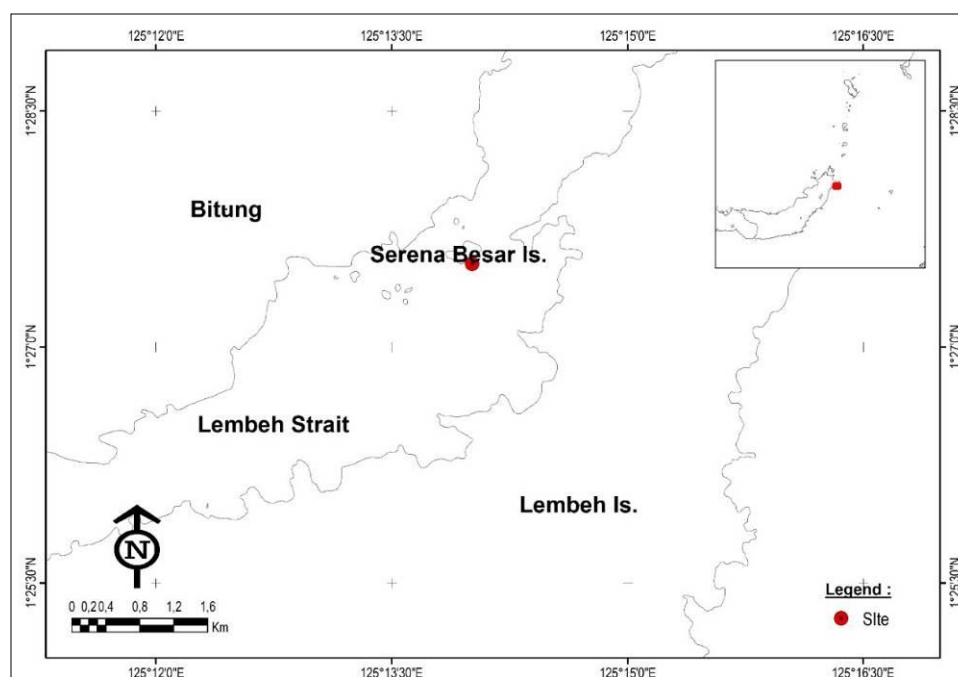 125°12'0"E 125°13'30"E 125°15'0"E 125°16'30"E
1°28'30"N 1°28'30"N
Bitung
Serena Besar Is.
1°27'0"N 1°27'0"N
Lembeh Strait
Lembeh Is.
N
1°25'30"N 1°25'30"N
Legend :
SIte
0 0,20,4 0,8 1,2 1,6
Km
125°12'0"E 125°13'30"E 125°15'0"E 125°16'30"E